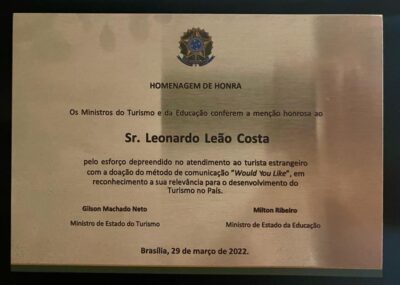 HOMENAGEM DE HONRA
Os Ministros do Turismo e da Educação conferem a menção honrosa ao
Sr. Leonardo Leão Costa
pelo esforço depreendido no atendimento ao turista estrangeiro
com a doação do método de comunicação "Would You Like", em
reconhecimento a sua relevância para o desenvolvimento do
Turismo no País.
Gilson Machado Neto
Ministro de Estado do Turismo
Milton Ribeiro
Ministro de Estado da Educação
Brasília, 29 de março de 2022.